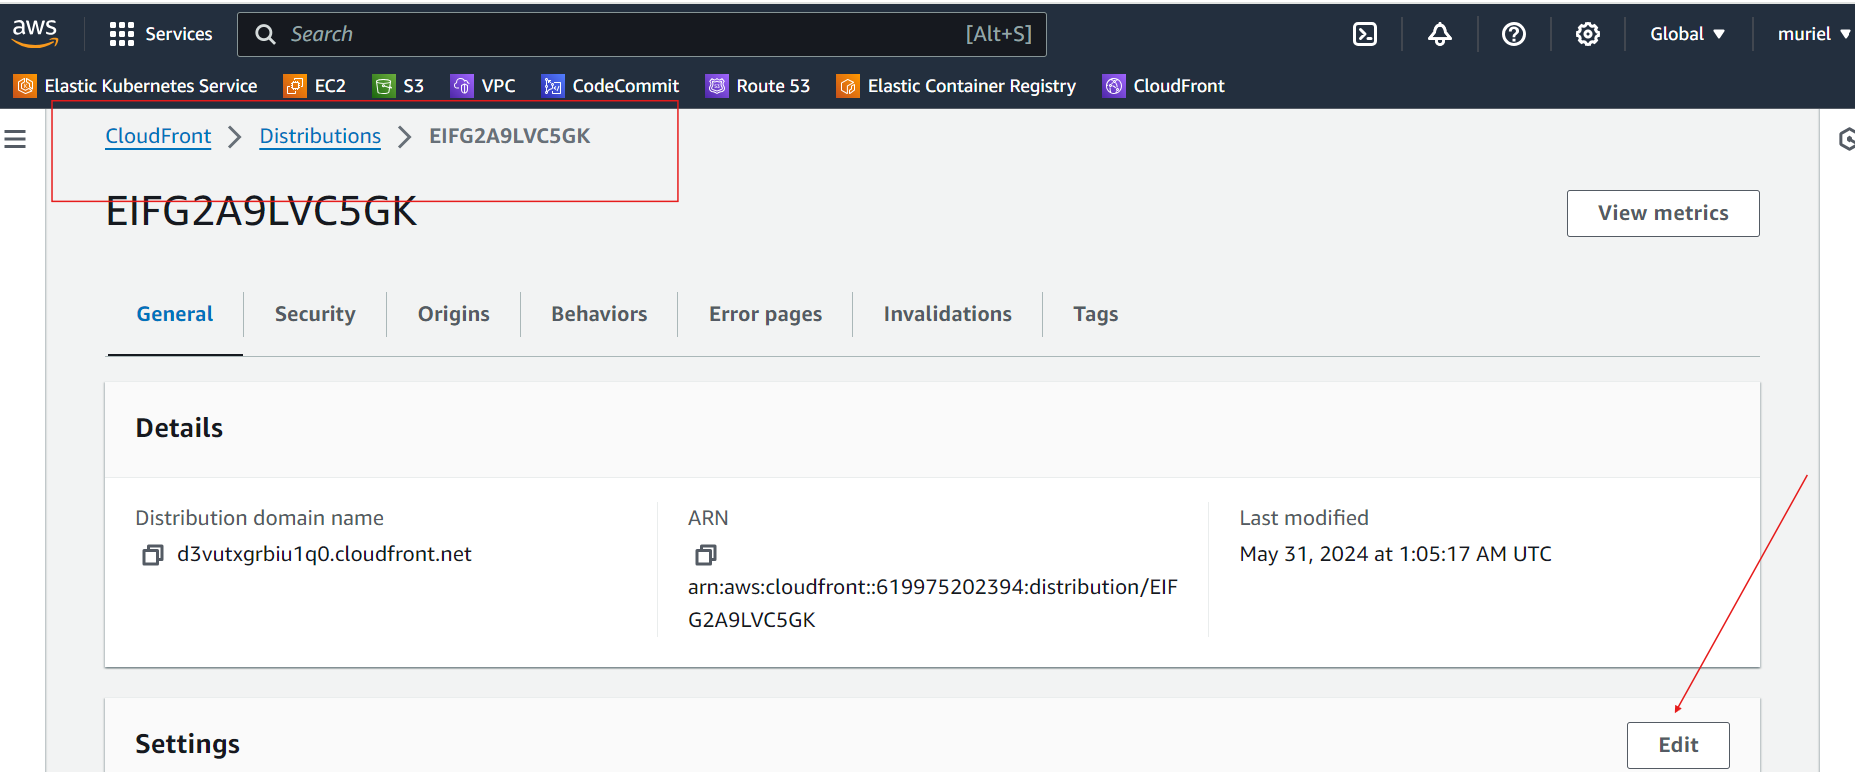 aws Services Search [Alt+S] Global muriel
Elastic Kubernetes Service EC2 S3 VPC CodeCommit Route 53 Elastic Container Registry CloudFront
CloudFront Distributions EIFG2A9LVC5GK
EIFG2A9LVC5GK
View metrics
General Security Origins Behaviors Error pages Invalidations Tags
Details
Distribution domain name
d3vutxgrbiu1q0.cloudfront.net
ARN
arn:aws:cloudfront::619975202394:distribution/EIF
G2A9LVC5GK
Last modified
May 31, 2024 at 1:05:17 AM UTC
Settings
Edit